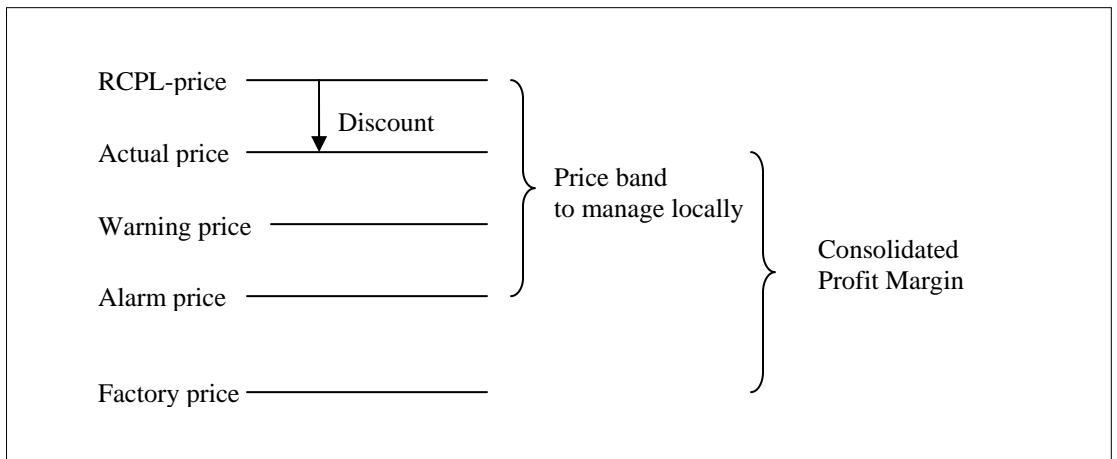 RCPL-price
Discount
Actual price
Price band
to manage locally
Warning price
Consolidated
Profit Margin
Alarm price
Factory price